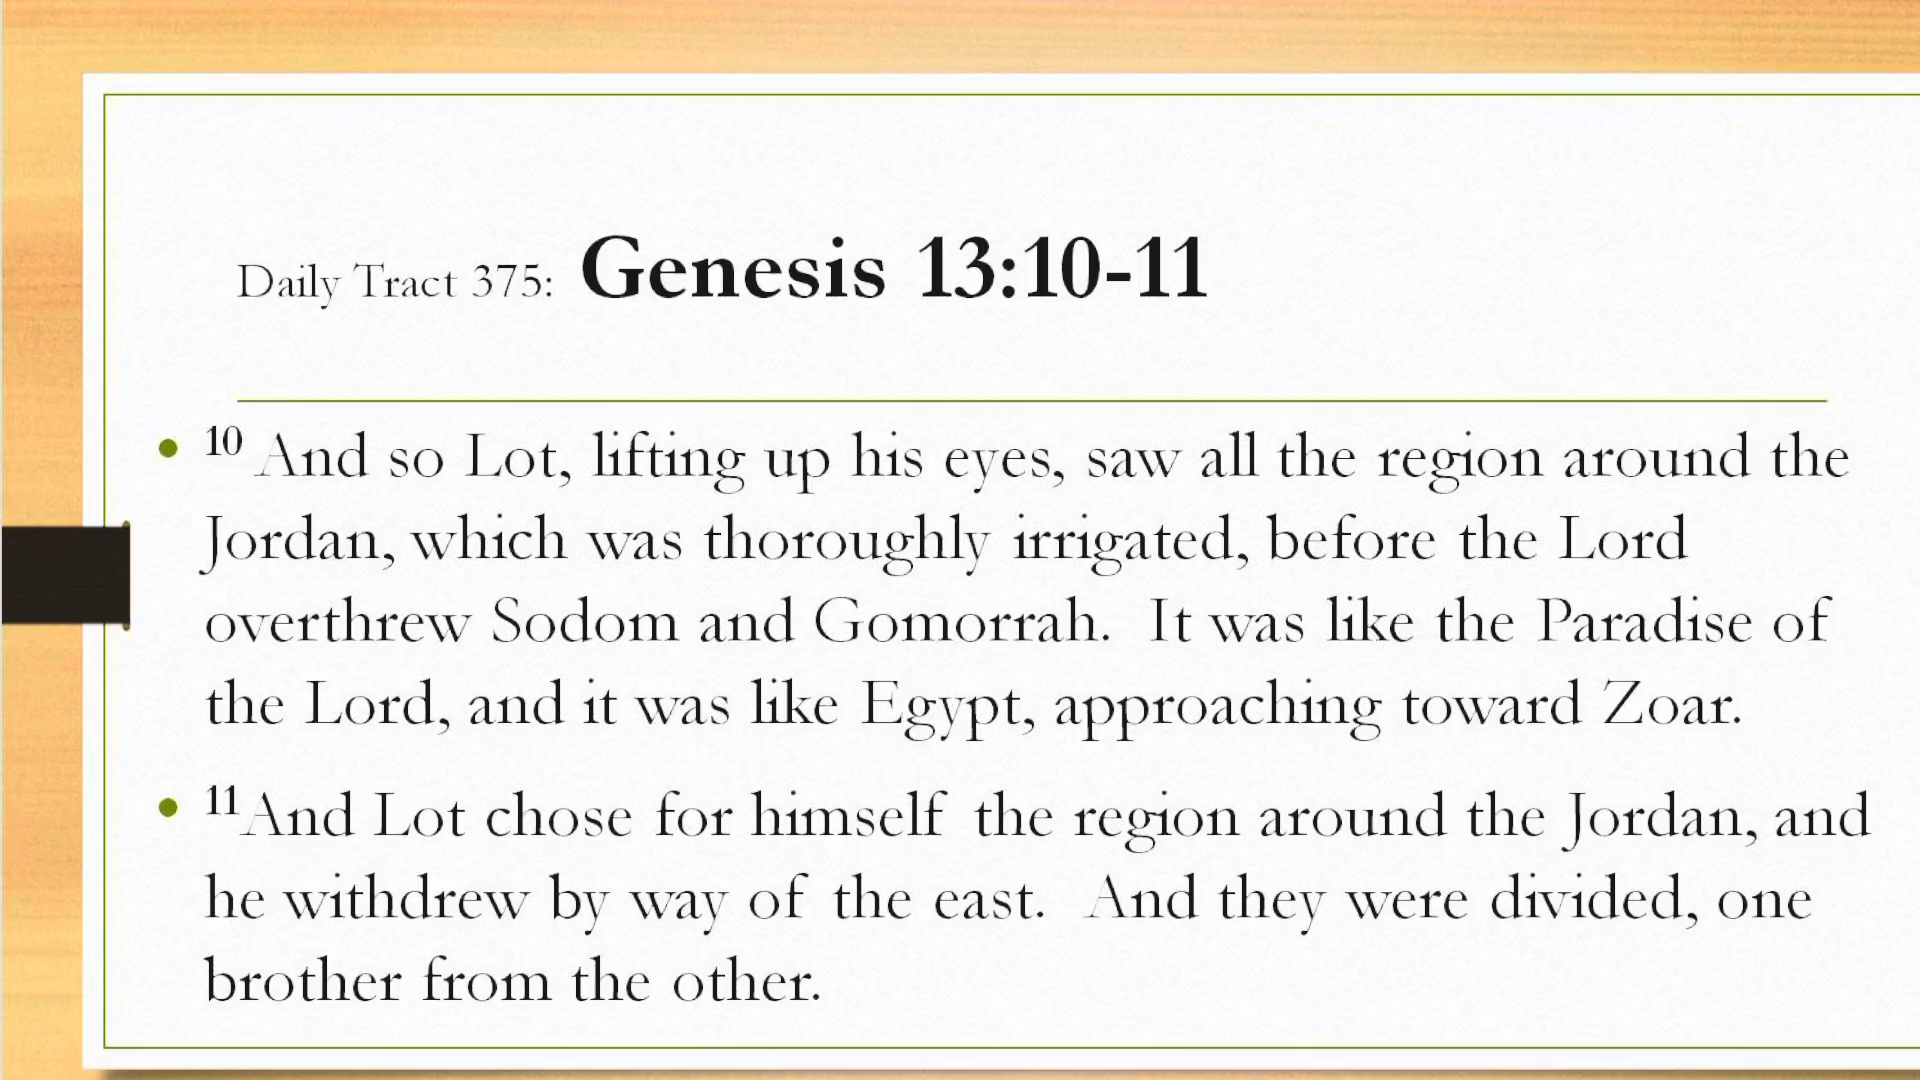 Daily Tract 375: Genesis 13:10-11
• ¹⁰ And so Lot, lifting up his eyes, saw all the region around the
Jordan, which was thoroughly irrigated, before the Lord
overthrew Sodom and Gomorrah. It was like the Paradise of
the Lord, and it was like Egypt, approaching toward Zoar.
• ¹¹And Lot chose for himself the region around the Jordan, and
he withdrew by way of the east. And they were divided, one
brother from the other.